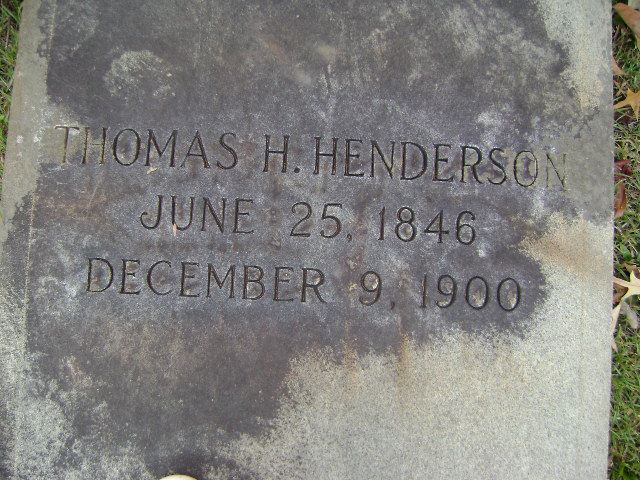 THOMAS H. HENDERSON
JUNE 25, 1846
DECEMBER 9, 1900